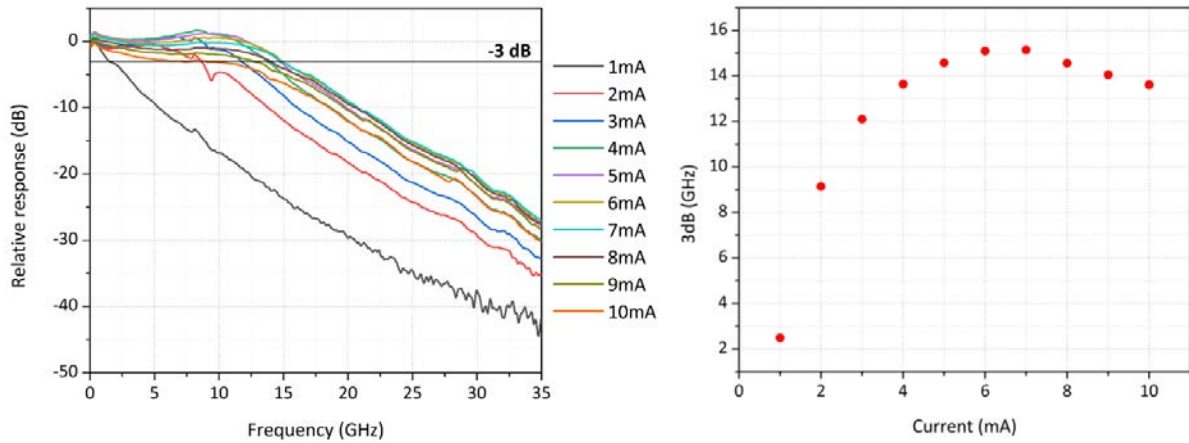 0
-10
-20
-30
-40
-50
Relative response (dB)
-3 dB
0 5 10 15 20 25 30 35
Frequency (GHz)
1mA
2mA
3mA
4mA
5mA
6mA
7mA
8mA
9mA
10mA
16
14
12
10
8
6
4
2
3dB (GHz)
0 2 4 6 8 10
Current (mA)